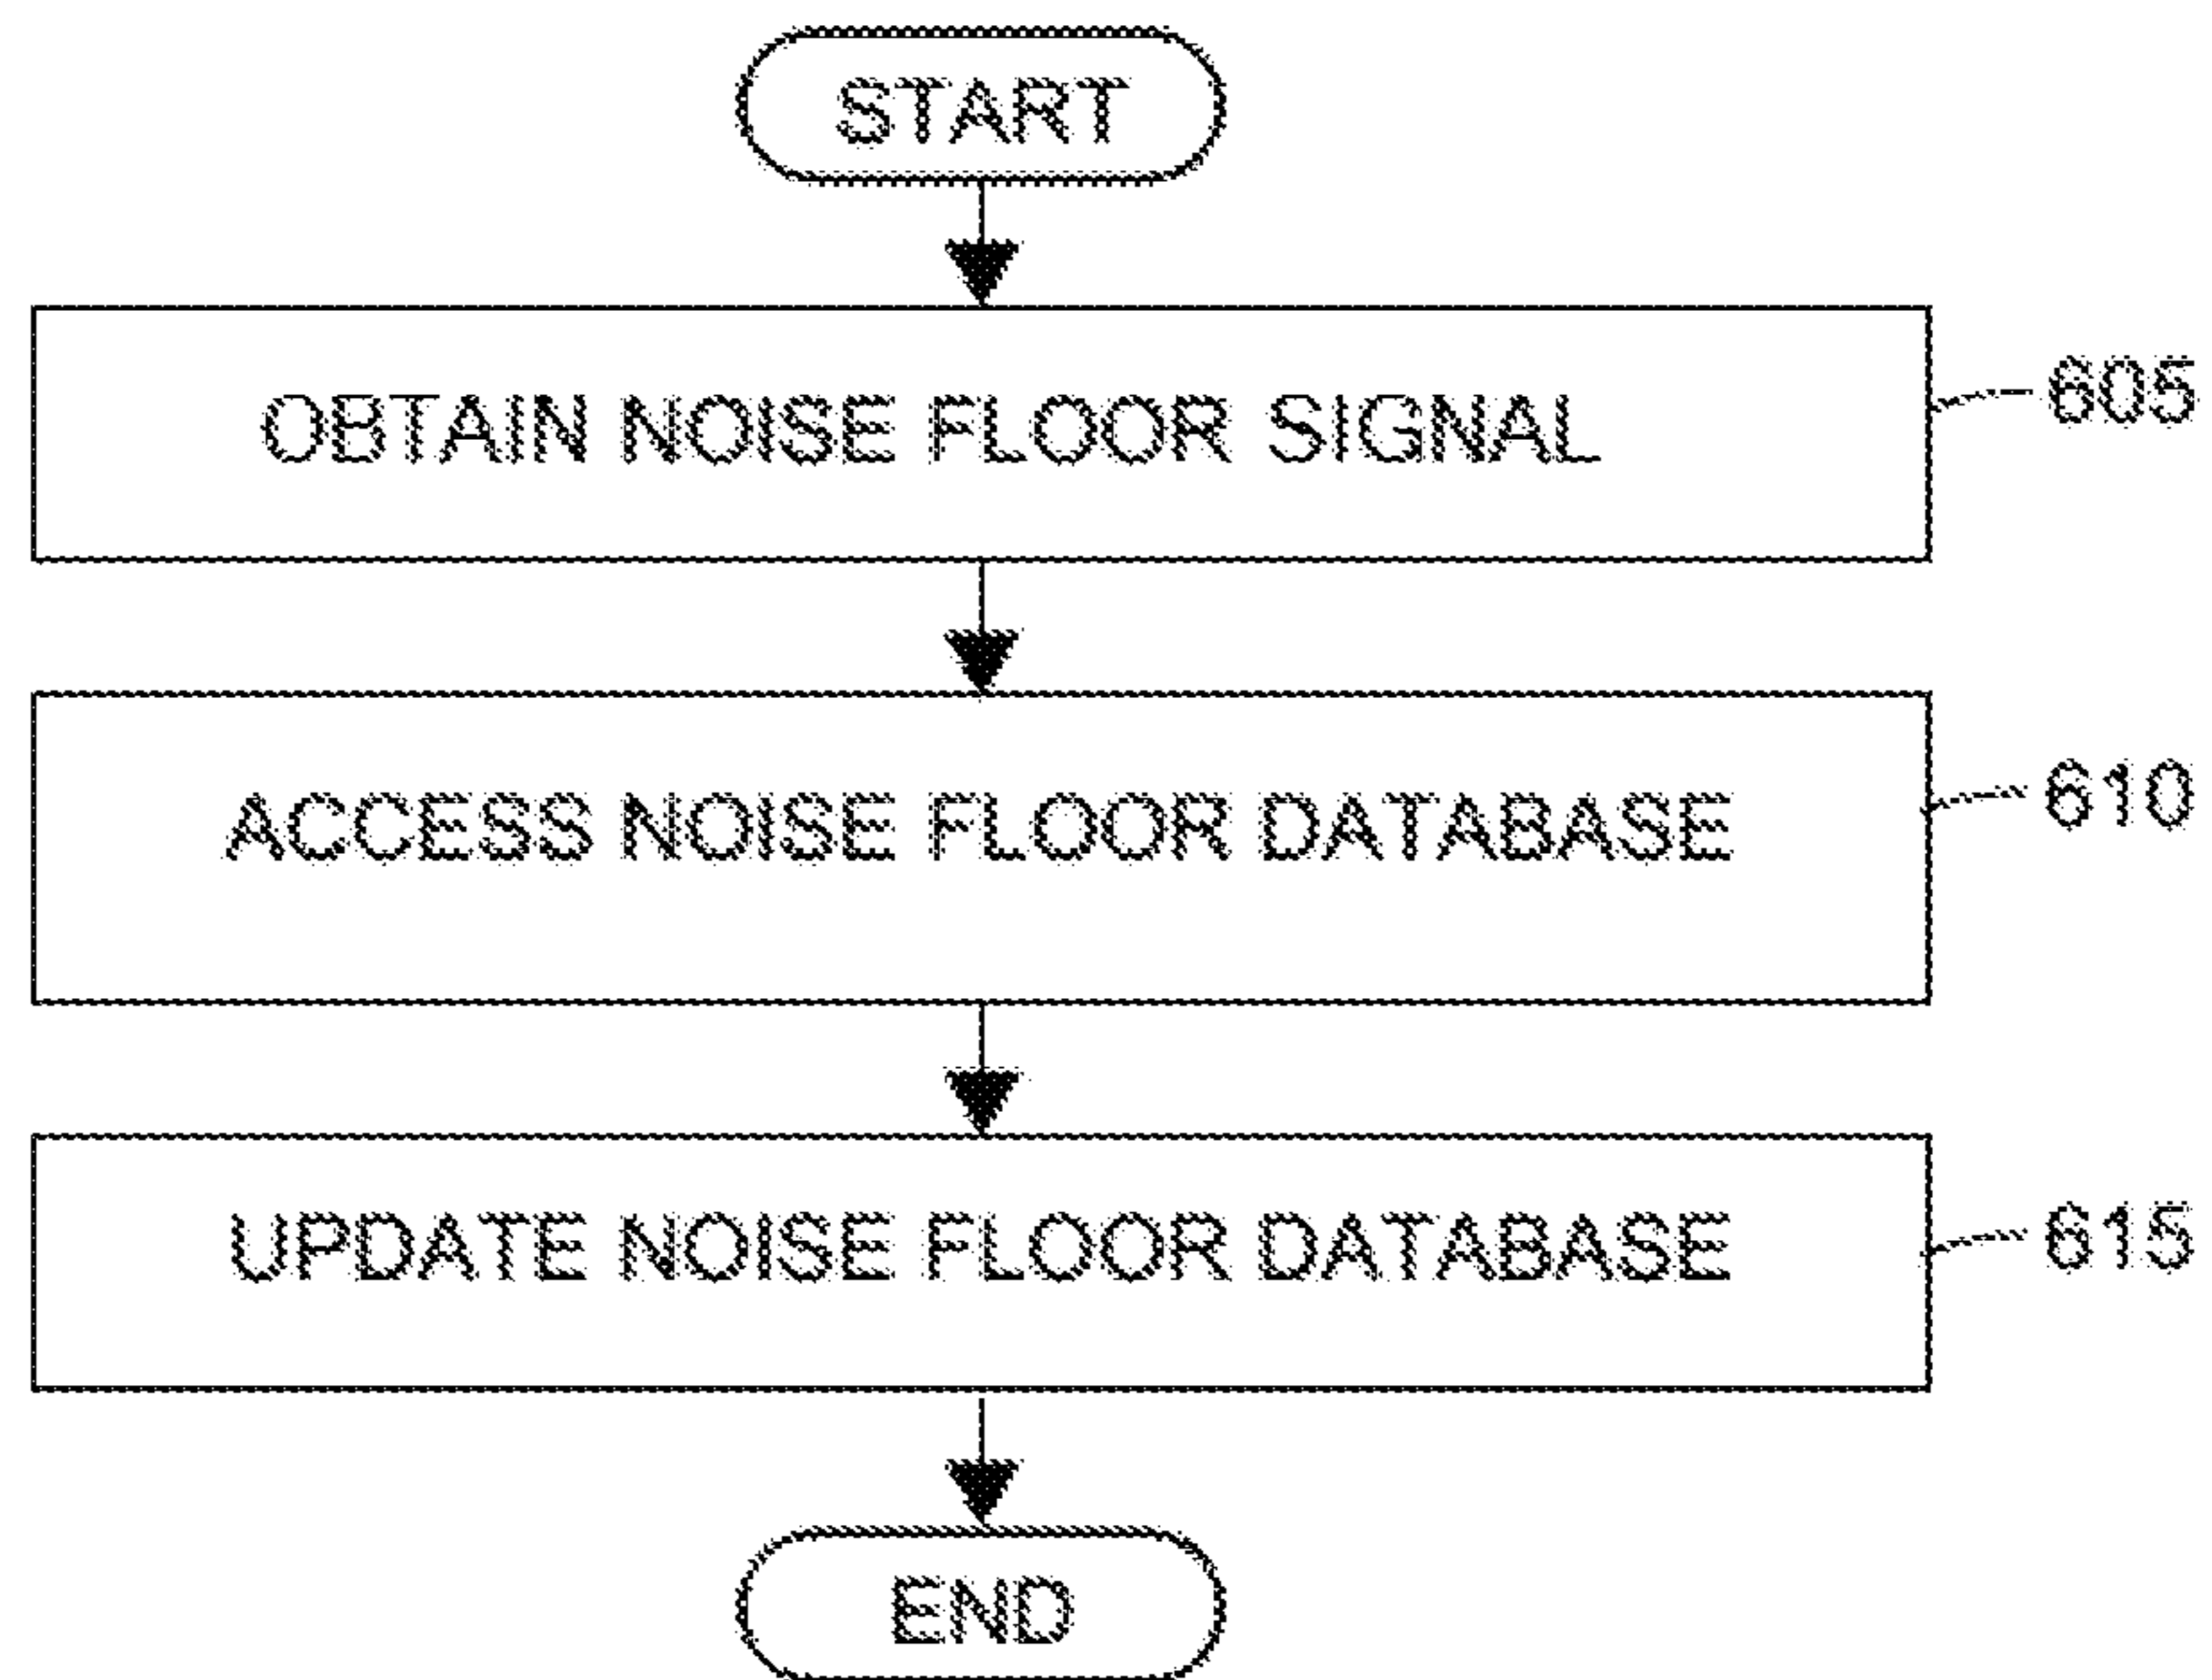 START
OBTAIN NOISE FLOOR SIGNAL
605
ACCESS NOISE FLOOR DATABASE
610
UPDATE NOISE FLOOR DATABASE
615
END